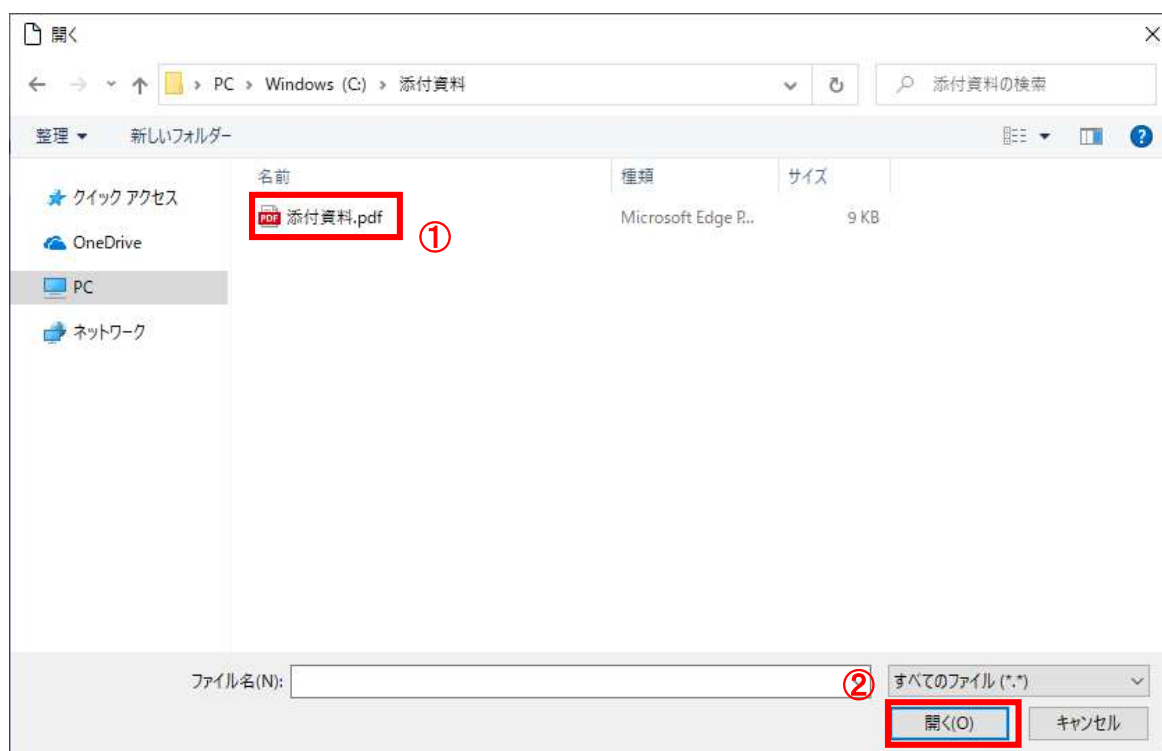 開く
PC › Windows (C:) › 添付資料
添付資料の検索
整理 新しいフォルダー
名前 種類 サイズ
クイック アクセス
添付資料.pdf Microsoft Edge P... 9 KB
①
OneDrive
PC
ネットワーク
ファイル名(N):
② すべてのファイル (*.*)
開く(O) キャンセル